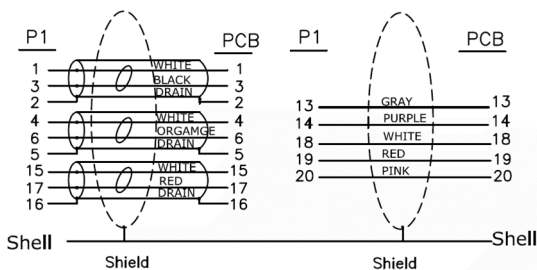 P1 PCB P1 PCB
1 WHITE 1
3 BLACK 3
2 DRAIN 2
4 WHITE 4
6 ORGAMGE 6
5 DRAIN 5
15 WHITE 15
17 RED 17
16 DRAIN 16
13 GRAY 13
14 PURPLE 14
18 WHITE 18
19 RED 19
20 PINK 20
Shell Shell
Shield Shield